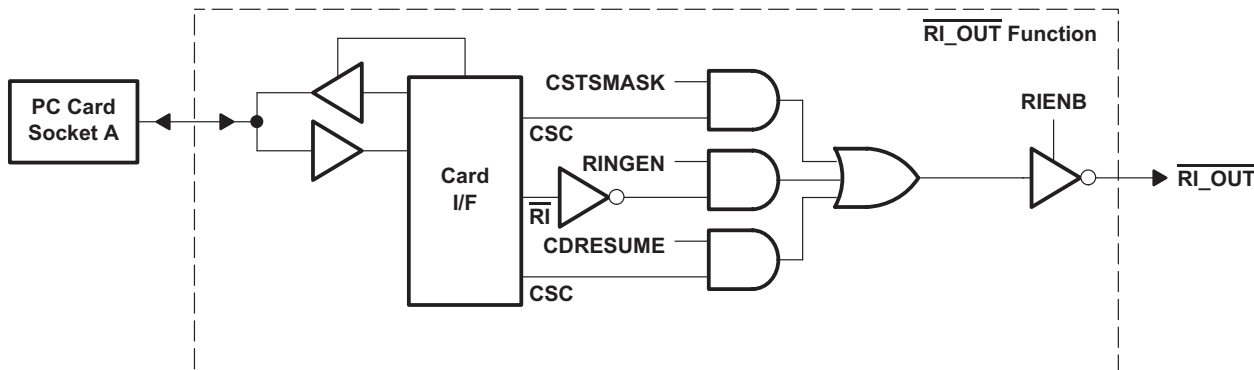 RI_OUT Function
PC Card
Socket A
CSTSMASK
CSC
RINGEN
Card
I/F
RI
CDRESUME
CSC
RIENB
RI_OUT